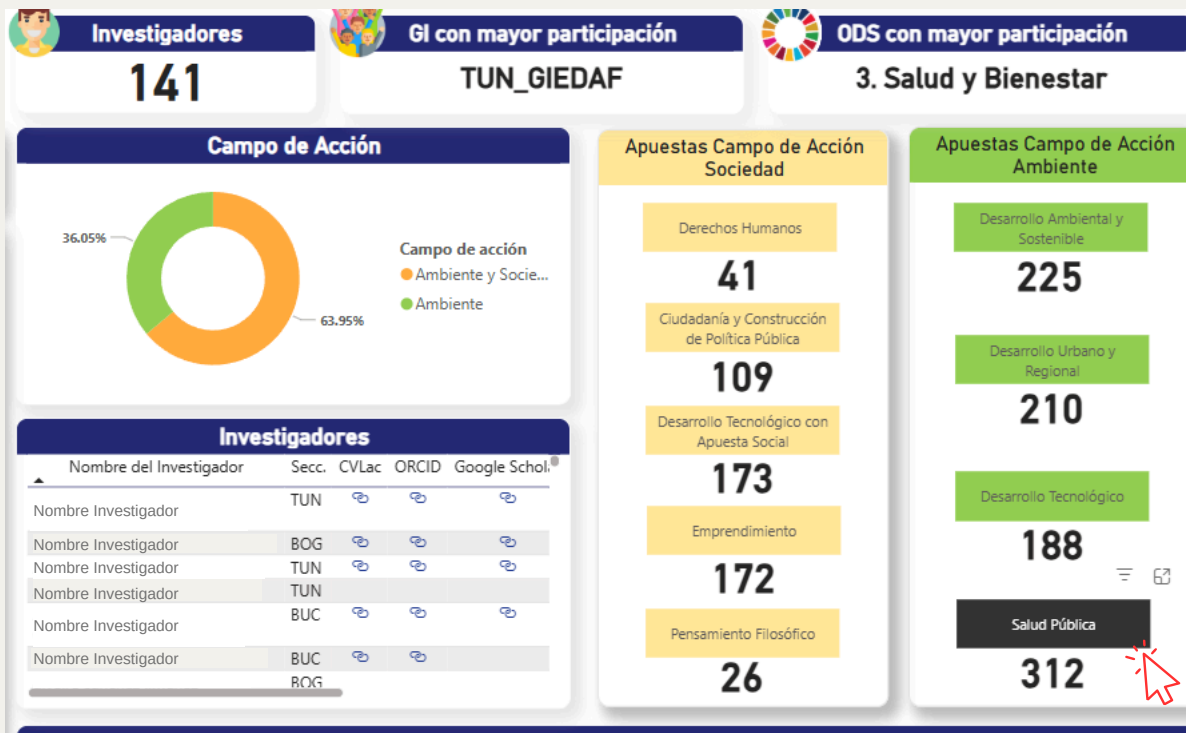 Investigadores
141
GI con mayor participación
TUN_GIEDAF
ODS con mayor participación
3. Salud y Bienestar
Campo de Acción
36.05%
63.95%
Campo de acción
Ambiente y Socie...
Ambiente
Investigadores
Nombre del Investigador Secc. CVLac ORCID Google Schol
Nombre Investigador TUN
Nombre Investigador BOG
Nombre Investigador TUN
Nombre Investigador TUN
Nombre Investigador BUC
Nombre Investigador BUC
BOG
Apuestas Campo de Acción
Sociedad
Derechos Humanos
41
Ciudadanía y Construcción
de Política Pública
109
Desarrollo Tecnológico con
Apuesta Social
173
Emprendimiento
172
Pensamiento Filosófico
26
Apuestas Campo de Acción
Ambiente
Desarrollo Ambiental y
Sostenible
225
Desarrollo Urbano y
Regional
210
Desarrollo Tecnológico
188
Salud Pública
312